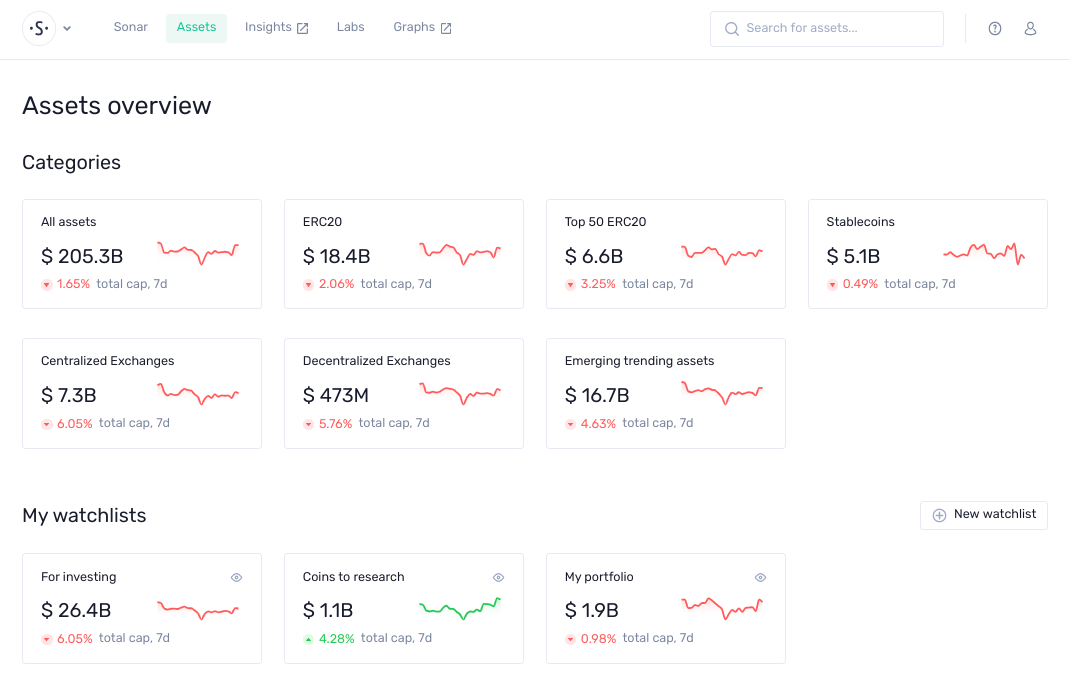 ·S· Sonar Assets Insights Labs Graphs Search for assets...
Assets overview
Categories
All assets
$ 205.3B
1.65% total cap, 7d
ERC20
$ 18.4B
2.06% total cap, 7d
Top 50 ERC20
$ 6.6B
3.25% total cap, 7d
Stablecoins
$ 5.1B
0.49% total cap, 7d
Centralized Exchanges
$ 7.3B
6.05% total cap, 7d
Decentralized Exchanges
$ 473M
5.76% total cap, 7d
Emerging trending assets
$ 16.7B
4.63% total cap, 7d
My watchlists
New watchlist
For investing
$ 26.4B
6.05% total cap, 7d
Coins to research
$ 1.1B
4.28% total cap, 7d
My portfolio
$ 1.9B
0.98% total cap, 7d